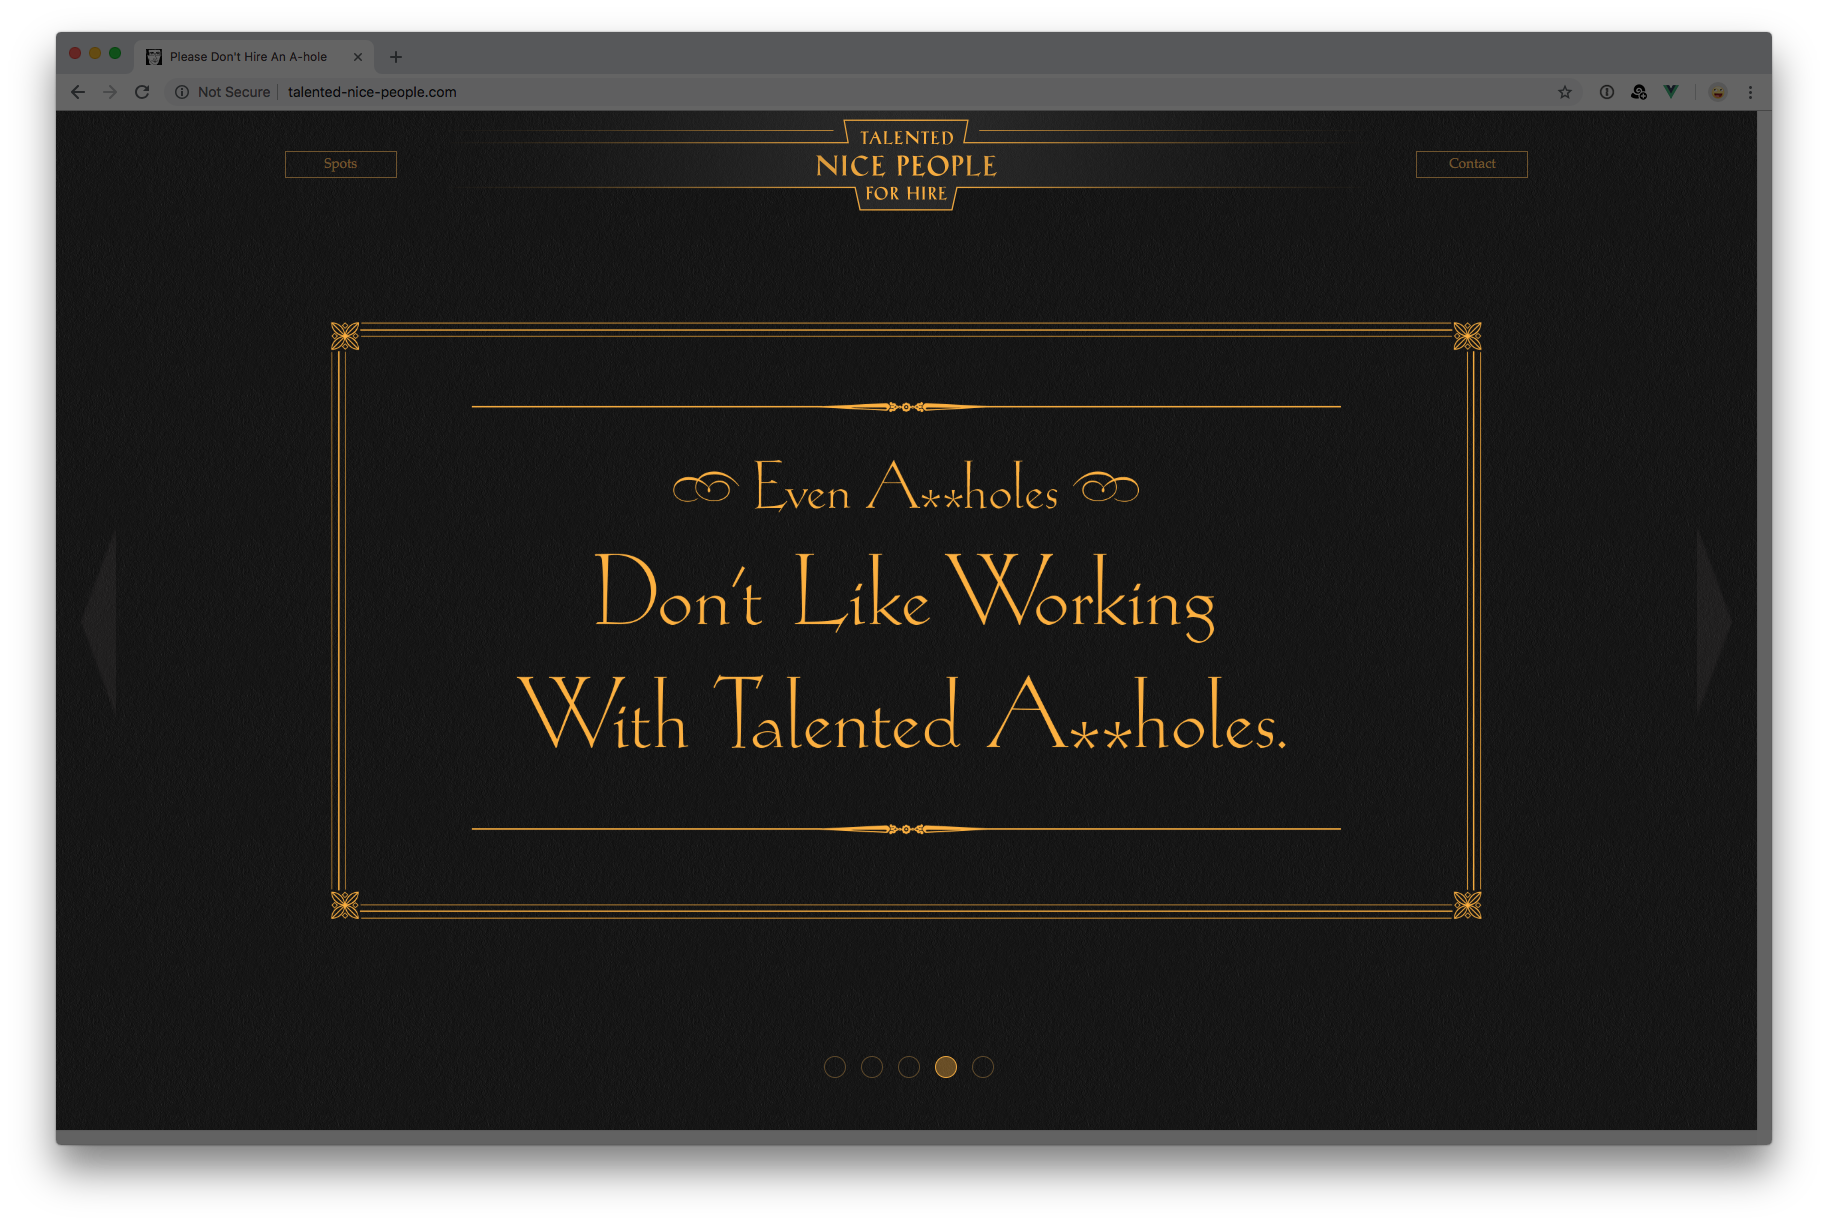 Please Don't Hire An A-hole
Not Secure
talented-nice-people.com
TALENTED
NICE PEOPLE
FOR HIRE
Spots
Contact
Even A**holes
Don't Like Working
With Talented A**holes.